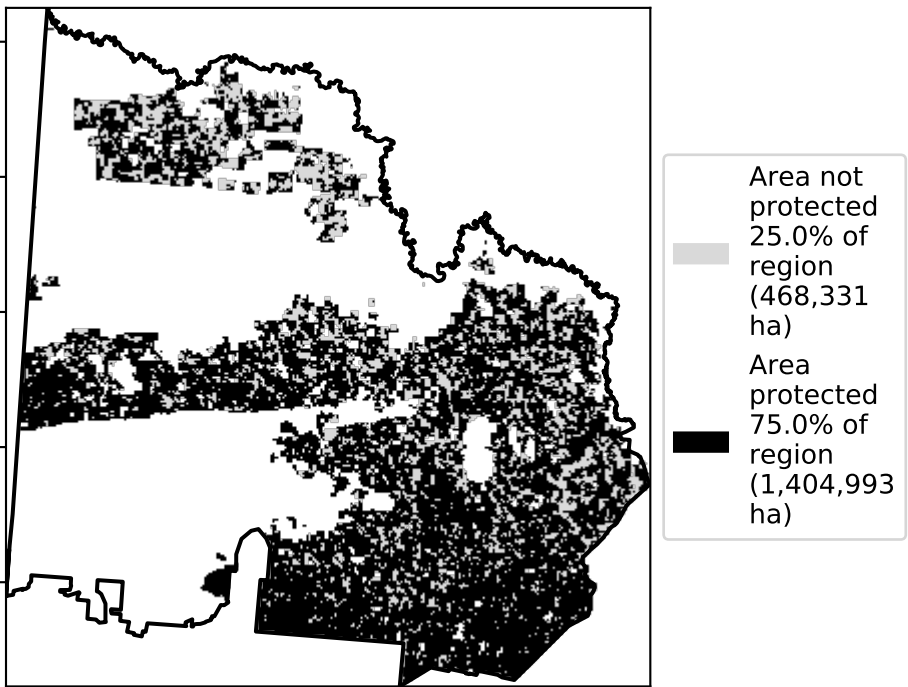 Area not
protected
25.0% of
region
(468,331
ha)
Area
protected
75.0% of
region
(1,404,993
ha)